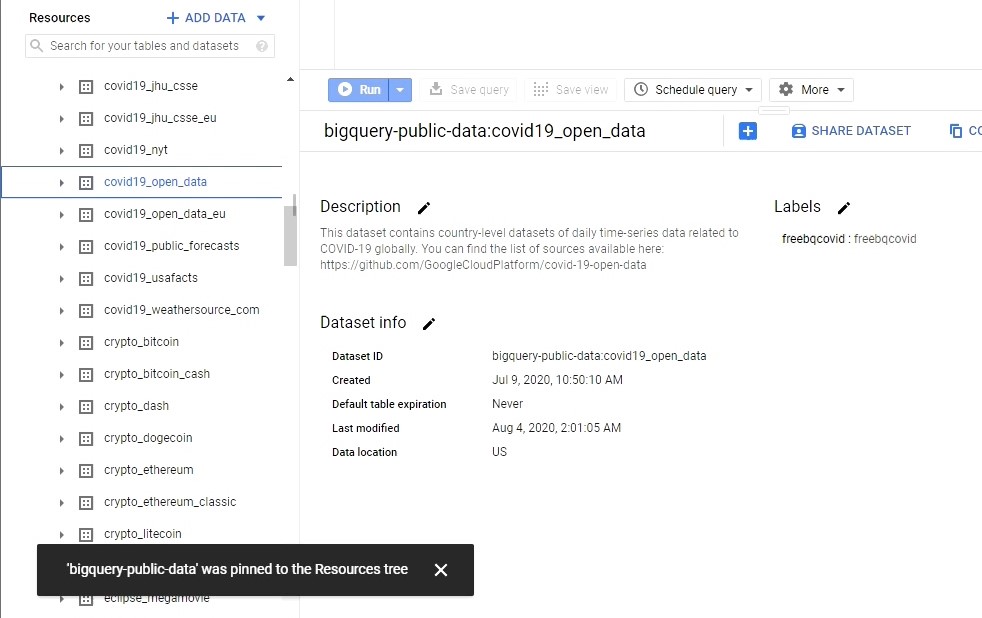 Resources
ADD DATA
Search for your tables and datasets
covid19_jhu_csse
covid19_jhu_csse_eu
covid19_nyt
covid19_open_data
covid19_open_data_eu
covid19_public_forecasts
covid19_usafacts
covid19_weathersource_com
crypto_bitcoin
crypto_bitcoin_cash
crypto_dash
crypto_dogecoin
crypto_ethereum
crypto_ethereum_classic
crypto_litecoin
eclipse_megamovie
'bigquery-public-data' was pinned to the Resources tree
Run
Save query
Save view
Schedule query
More
bigquery-public-data:covid19_open_data
SHARE DATASET
CO
Description
This dataset contains country-level datasets of daily time-series data related to
COVID-19 globally. You can find the list of sources available here:
https://github.com/GoogleCloudPlatform/covid-19-open-data
Labels
freebqcovid : freebqcovid
Dataset info
Dataset ID bigquery-public-data:covid19_open_data
Created Jul 9, 2020, 10:50:10 AM
Default table expiration Never
Last modified Aug 4, 2020, 2:01:05 AM
Data location US